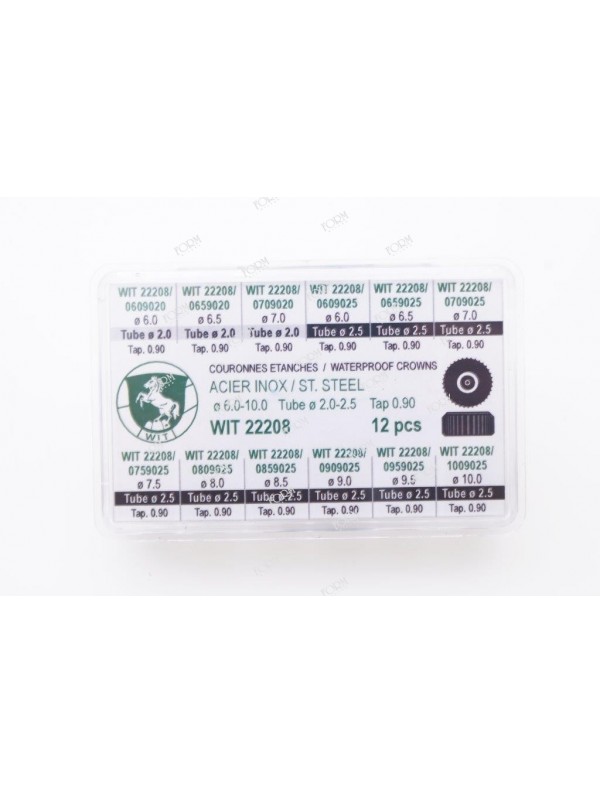 WIT 22208/ WIT 22208/ WIT 22208/ WIT 22208/ WIT 22208/ WIT 22208/
0609020 0659020 0709020 0609025 0659025 0709025
ø 6.0 ø 6.5 ø 7.0 ø 6.0 ø 6.5 ø 7.0
Tube ø 2.0 Tube ø 2.0 Tube ø 2.0 Tube ø 2.5 Tube ø 2.5 Tube ø 2.5
Tap. 0.90 Tap. 0.90 Tap. 0.90 Tap. 0.90 Tap. 0.90 Tap. 0.90
COURONNES ETANCHES / WATERPROOF CROWNS
ACIER INOX / ST. STEEL
ø 6.0-10.0 Tube ø 2.0-2.5 Tap 0.90
WIT 22208 12 pcs
WIT
WIT 22208/ WIT 22208/ WIT 22208/ WIT 22208/ WIT 22208/ WIT 22208/
0759025 0809025 0859025 0909025 0959025 1009025
ø 7.5 ø 8.0 ø 8.5 ø 9.0 ø 9.5 ø 10.0
Tube ø 2.5 Tube ø 2.5 Tube ø 2.5 Tube ø 2.5 Tube ø 2.5 Tube ø 2.5
Tap. 0.90 Tap. 0.90 Tap. 0.90 Tap. 0.90 Tap. 0.90 Tap. 0.90